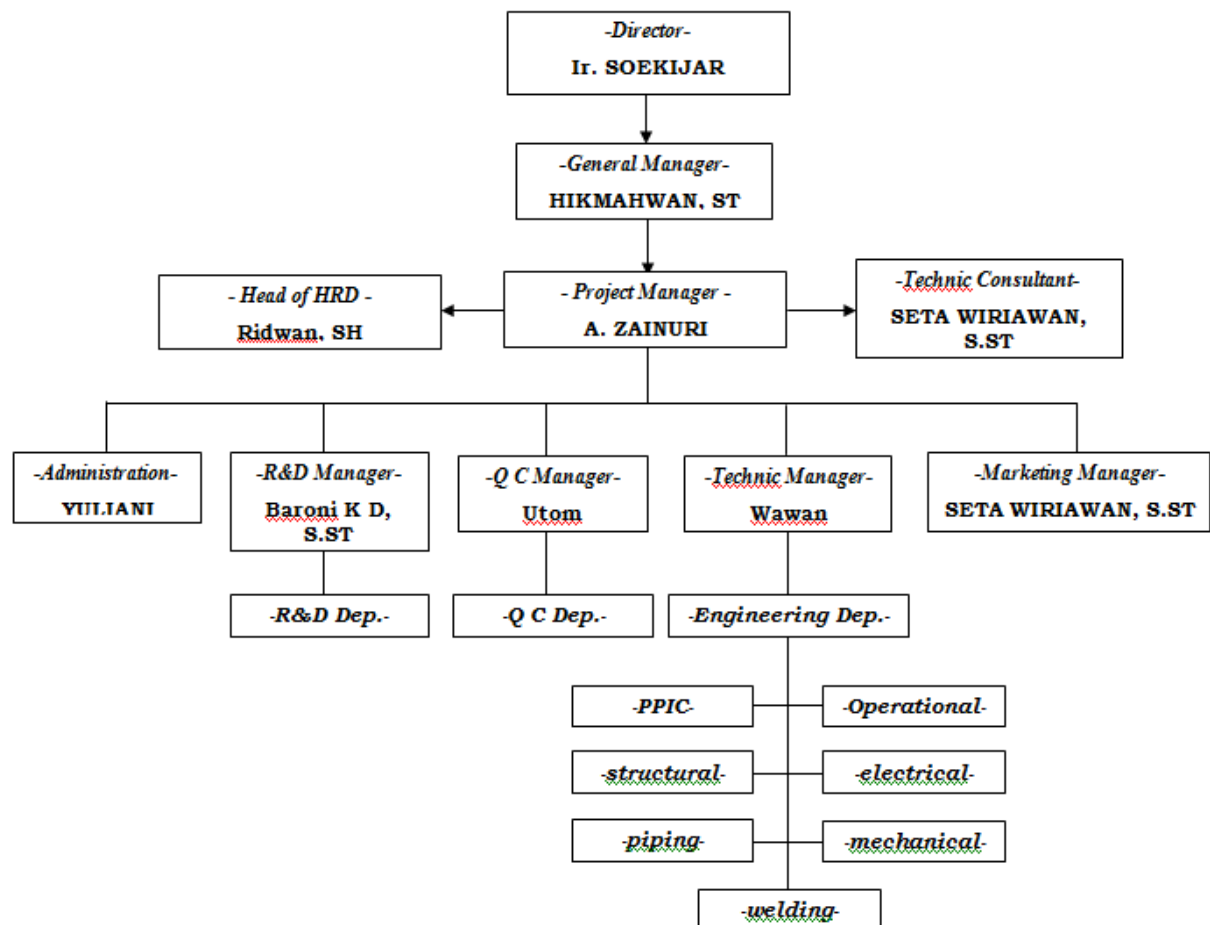 -Director-
Ir. SOEKIJAR
-General Manager-
HIKMAHWAN, ST
- Head of HRD -
Ridwan, SH
- Project Manager -
A. ZAINURI
-Technic Consultant-
SETA WIRIAWAN,
S.ST
-Administration-
YULIANI
-R&D Manager-
Baroni K D,
S.ST
-Q C Manager-
Utom
-Technic Manager-
Wawan
-Marketing Manager-
SETA WIRIAWAN, S.ST
-R&D Dep.-
-Q C Dep.-
-Engineering Dep.-
-PPIC-
-Operational-
-structural-
-electrical-
-piping-
-mechanical-
-welding-